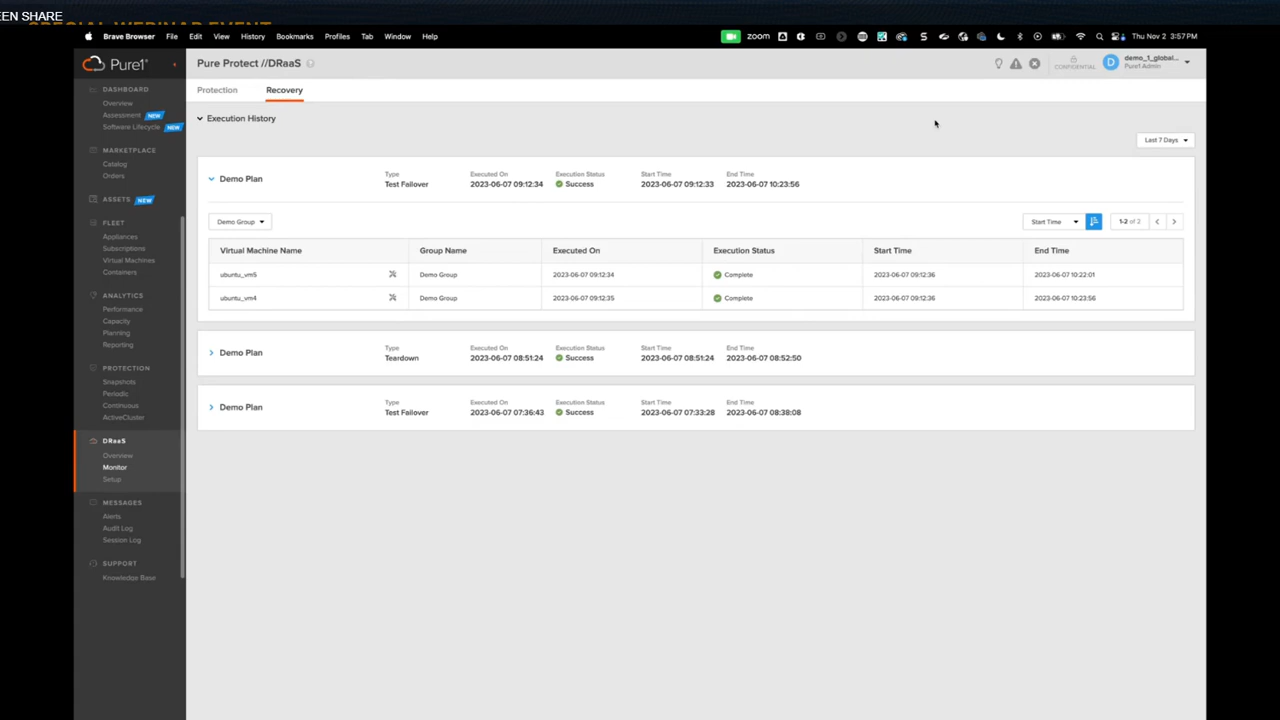 EEN SHARE
SPECIAL WEBINAR EVENT
Brave Browser File Edit View History Bookmarks Profiles Tab Window Help
zoom
Thu Nov 2 3:57 PM
Pure1®
Pure Protect //DRaaS
CONFIDENTIAL
D
demo_1_global...
Pure1 Admin
DASHBOARD
Overview
Assessment NEW
Software Lifecycle NEW
MARKETPLACE
Catalog
Orders
ASSETS NEW
FLEET
Appliances
Subscriptions
Virtual Machines
Containers
ANALYTICS
Performance
Capacity
Planning
Reporting
PROTECTION
Snapshots
Periodic
Continuous
ActiveCluster
DRaaS
Overview
Monitor
Setup
MESSAGES
Alerts
Audit Log
Session Log
SUPPORT
Knowledge Base
Protection Recovery
Execution History
Last 7 Days
Type Executed On Execution Status Start Time End Time
Demo Plan Test Failover 2023-06-07 09:12:34 Success 2023-06-07 09:12:33 2023-06-07 10:23:56
Demo Group Start Time 1-2 of 2
Virtual Machine Name Group Name Executed On Execution Status Start Time End Time
ubuntu_vm5 Demo Group 2023-06-07 09:12:34 Complete 2023-06-07 09:12:36 2023-06-07 10:22:01
ubuntu_vm4 Demo Group 2023-06-07 09:12:35 Complete 2023-06-07 09:12:36 2023-06-07 10:23:56
Type Executed On Execution Status Start Time End Time
Demo Plan Teardown 2023-06-07 08:51:24 Success 2023-06-07 08:51:24 2023-06-07 08:52:50
Type Executed On Execution Status Start Time End Time
Demo Plan Test Failover 2023-06-07 07:36:43 Success 2023-06-07 07:33:28 2023-06-07 08:38:08